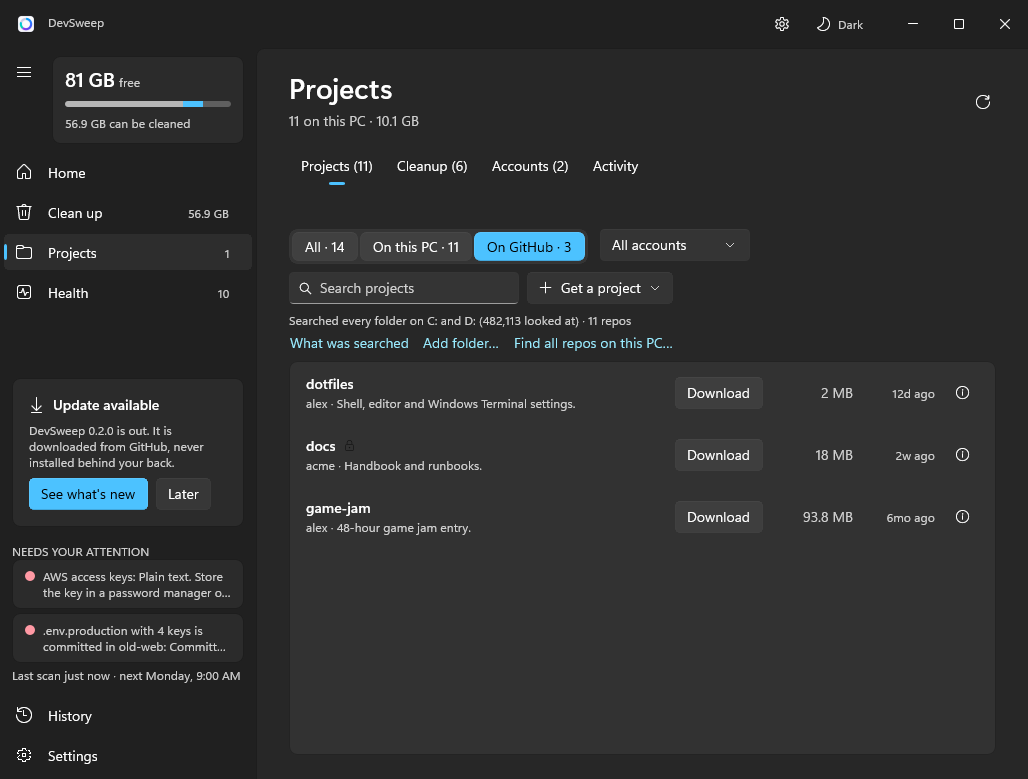 DevSweep
Dark
81 GB free
56.9 GB can be cleaned
Home
Clean up 56.9 GB
Projects 1
Health 10
Update available
DevSweep 0.2.0 is out. It is
downloaded from GitHub, never
installed behind your back.
See what's new Later
NEEDS YOUR ATTENTION
AWS access keys: Plain text. Store
the key in a password manager o...
.env.production with 4 keys is
committed in old-web: Committ...
Last scan just now · next Monday, 9:00 AM
History
Settings
Projects
11 on this PC · 10.1 GB
Projects (11) Cleanup (6) Accounts (2) Activity
All · 14 On this PC · 11 On GitHub · 3 All accounts
Search projects Get a project
Searched every folder on C: and D: (482,113 looked at) · 11 repos
What was searched Add folder... Find all repos on this PC...
dotfiles
alex · Shell, editor and Windows Terminal settings.
Download 2 MB 12d ago
docs
acme · Handbook and runbooks.
Download 18 MB 2w ago
game-jam
alex · 48-hour game jam entry.
Download 93.8 MB 6mo ago